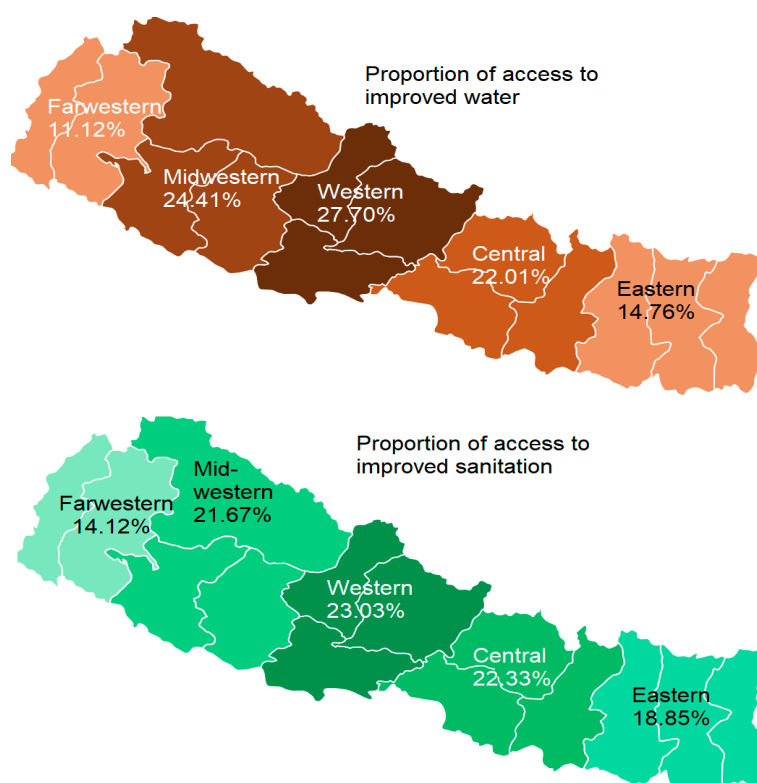 Proportion of access to
improved water
Farwestern
11.12%
Midwestern
24.41%
Western
27.70%
Central
22.01%
Eastern
14.76%
Proportion of access to
improved sanitation
Mid-
western
21.67%
Farwestern
14.12%
Western
23.03%
Central
22.33%
Eastern
18.85%